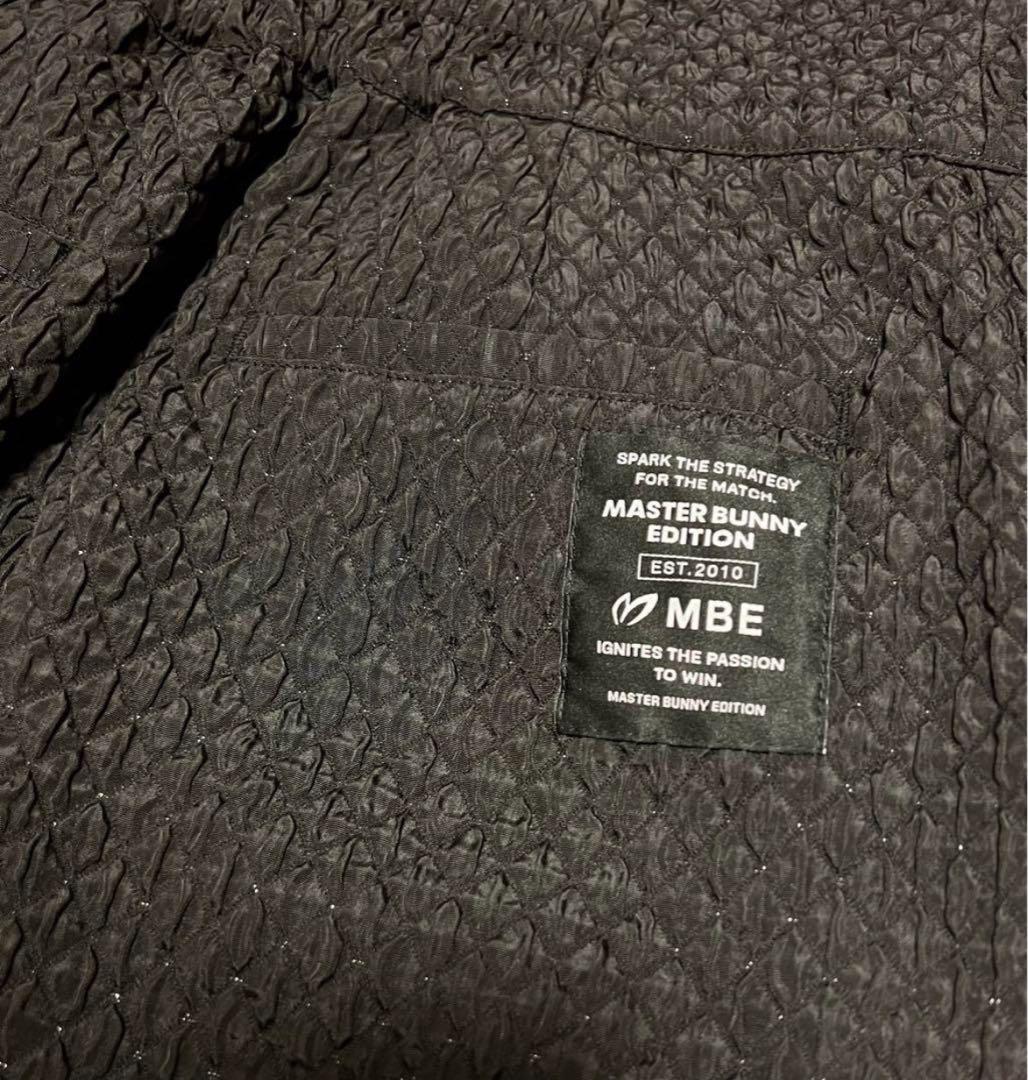 SPARK THE STRATEGY
FOR THE MATCH.
MASTER BUNNY
EDITION
EST.2010
MBE
IGNITES THE PASSION
TO WIN.
MASTER BUNNY EDITION